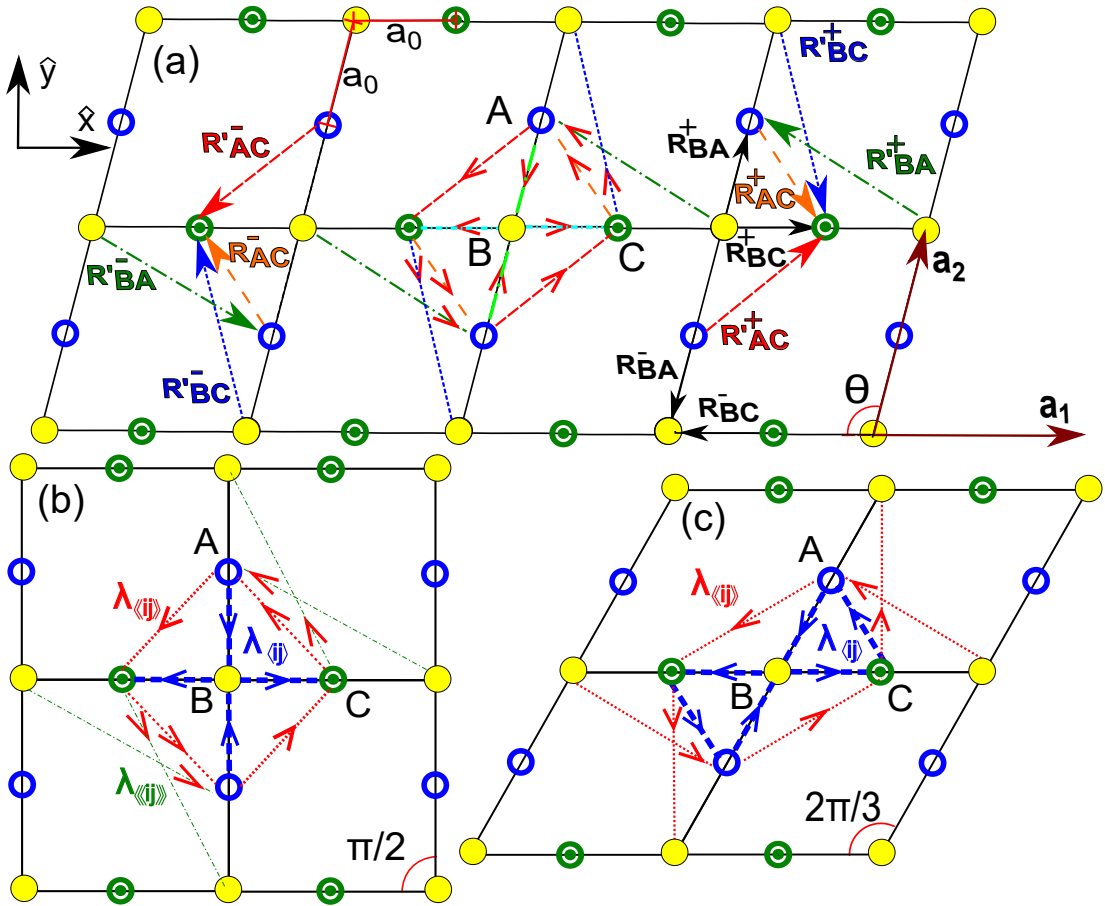 (a)
ŷ
x̂
a₀
a₀
R'⁻AC
R⁻AC
R'⁻BA
R'⁻BC
A
B
C
R'⁺BC
R⁺BA
R'⁺BA
R⁺AC
R⁺BC
R'⁺AC
R⁻BA
R⁻BC
a₂
θ
a₁
(b)
A
λ⟪ij⟫
λ⟨ij⟩
B
C
λ⟪⟨ij⟩⟫
π/2
(c)
A
λ⟪ij⟫
λ⟨ij⟩
B
C
2π/3